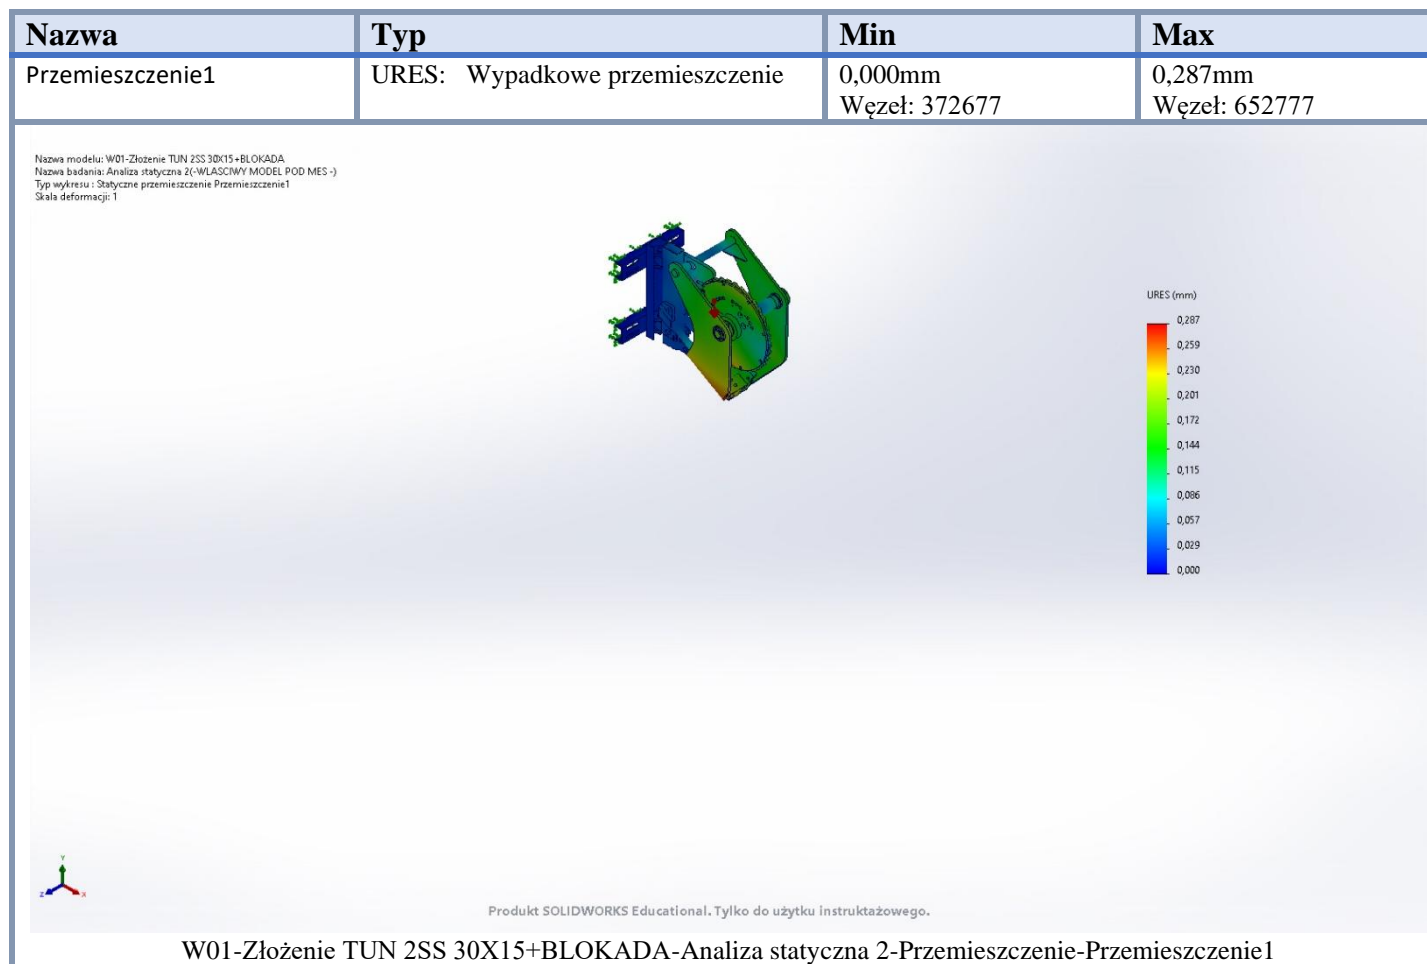 Nazwa Typ Min Max
Przemieszczenie1 URES: Wypadkowe przemieszczenie 0,000mm 0,287mm
Węzeł: 372677 Węzeł: 652777
Nazwa modelu: W01-Złożenie TUN 2SS 30X15+BLOKADA
Nazwa badania: Analiza statyczna 2(-WLASCIWY MODEL POD MES -)
Typ wykresu : Statyczne przemieszczenie Przemieszczenie1
Skala deformacji: 1
URES (mm)
0,287
0,259
0,230
0,201
0,172
0,144
0,115
0,086
0,057
0,029
0,000
Y
Z X
Produkt SOLIDWORKS Educational. Tylko do użytku instruktażowego.
W01-Złożenie TUN 2SS 30X15+BLOKADA-Analiza statyczna 2-Przemieszczenie-Przemieszczenie1